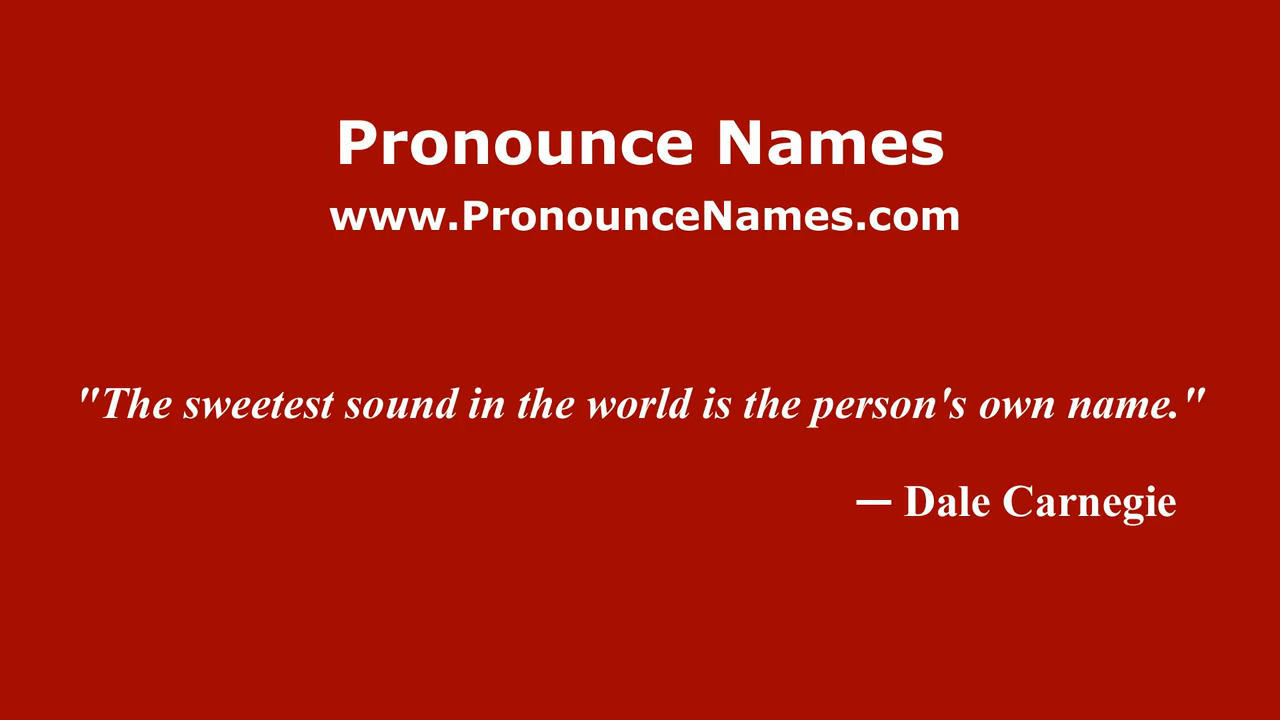 Pronounce Names
www.PronounceNames.com
"The sweetest sound in the world is the person's own name."
— Dale Carnegie